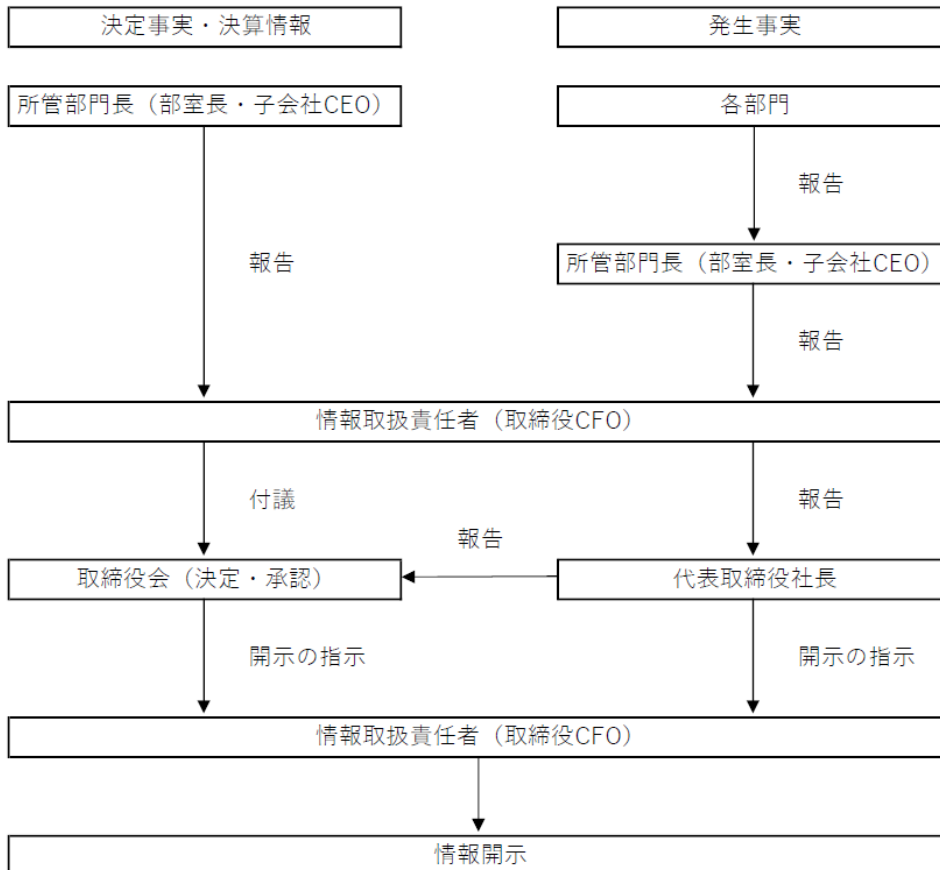 決定事実・決算情報
発生事実
所管部門長（部室長・子会社CEO）
各部門
報告
所管部門長（部室長・子会社CEO）
報告
報告
情報取扱責任者（取締役CFO）
付議
報告
報告
取締役会（決定・承認）
代表取締役社長
開示の指示
開示の指示
情報取扱責任者（取締役CFO）
情報開示